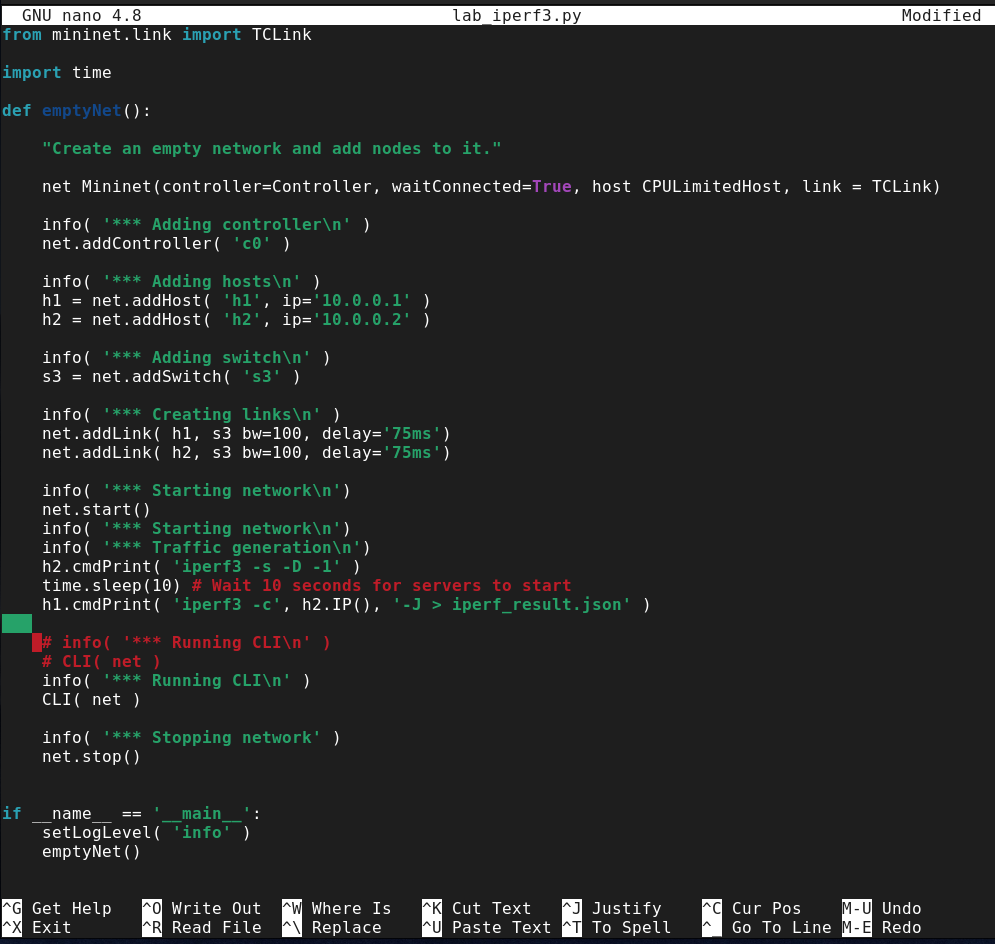 GNU nano 4.8 lab_iperf3.py Modified
from mininet.link import TCLink
import time
def emptyNet():
"Create an empty network and add nodes to it."
net Mininet(controller=Controller, waitConnected=True, host CPULimitedHost, link = TCLink)
info( '*** Adding controller\n' )
net.addController( 'c0' )
info( '*** Adding hosts\n' )
h1 = net.addHost( 'h1', ip='10.0.0.1' )
h2 = net.addHost( 'h2', ip='10.0.0.2' )
info( '*** Adding switch\n' )
s3 = net.addSwitch( 's3' )
info( '*** Creating links\n' )
net.addLink( h1, s3 bw=100, delay='75ms')
net.addLink( h2, s3 bw=100, delay='75ms')
info( '*** Starting network\n')
net.start()
info( '*** Starting network\n')
info( '*** Traffic generation\n')
h2.cmdPrint( 'iperf3 -s -D -1' )
time.sleep(10) # Wait 10 seconds for servers to start
h1.cmdPrint( 'iperf3 -c', h2.IP(), '-J > iperf_result.json' )
# info( '*** Running CLI\n' )
# CLI( net )
info( '*** Running CLI\n' )
CLI( net )
info( '*** Stopping network' )
net.stop()
if __name__ == '__main__':
setLogLevel( 'info' )
emptyNet()
^G Get Help ^O Write Out ^W Where Is ^K Cut Text ^J Justify ^C Cur Pos M-U Undo
^X Exit ^R Read File ^\ Replace ^U Paste Text ^T To Spell ^_ Go To Line M-E Redo